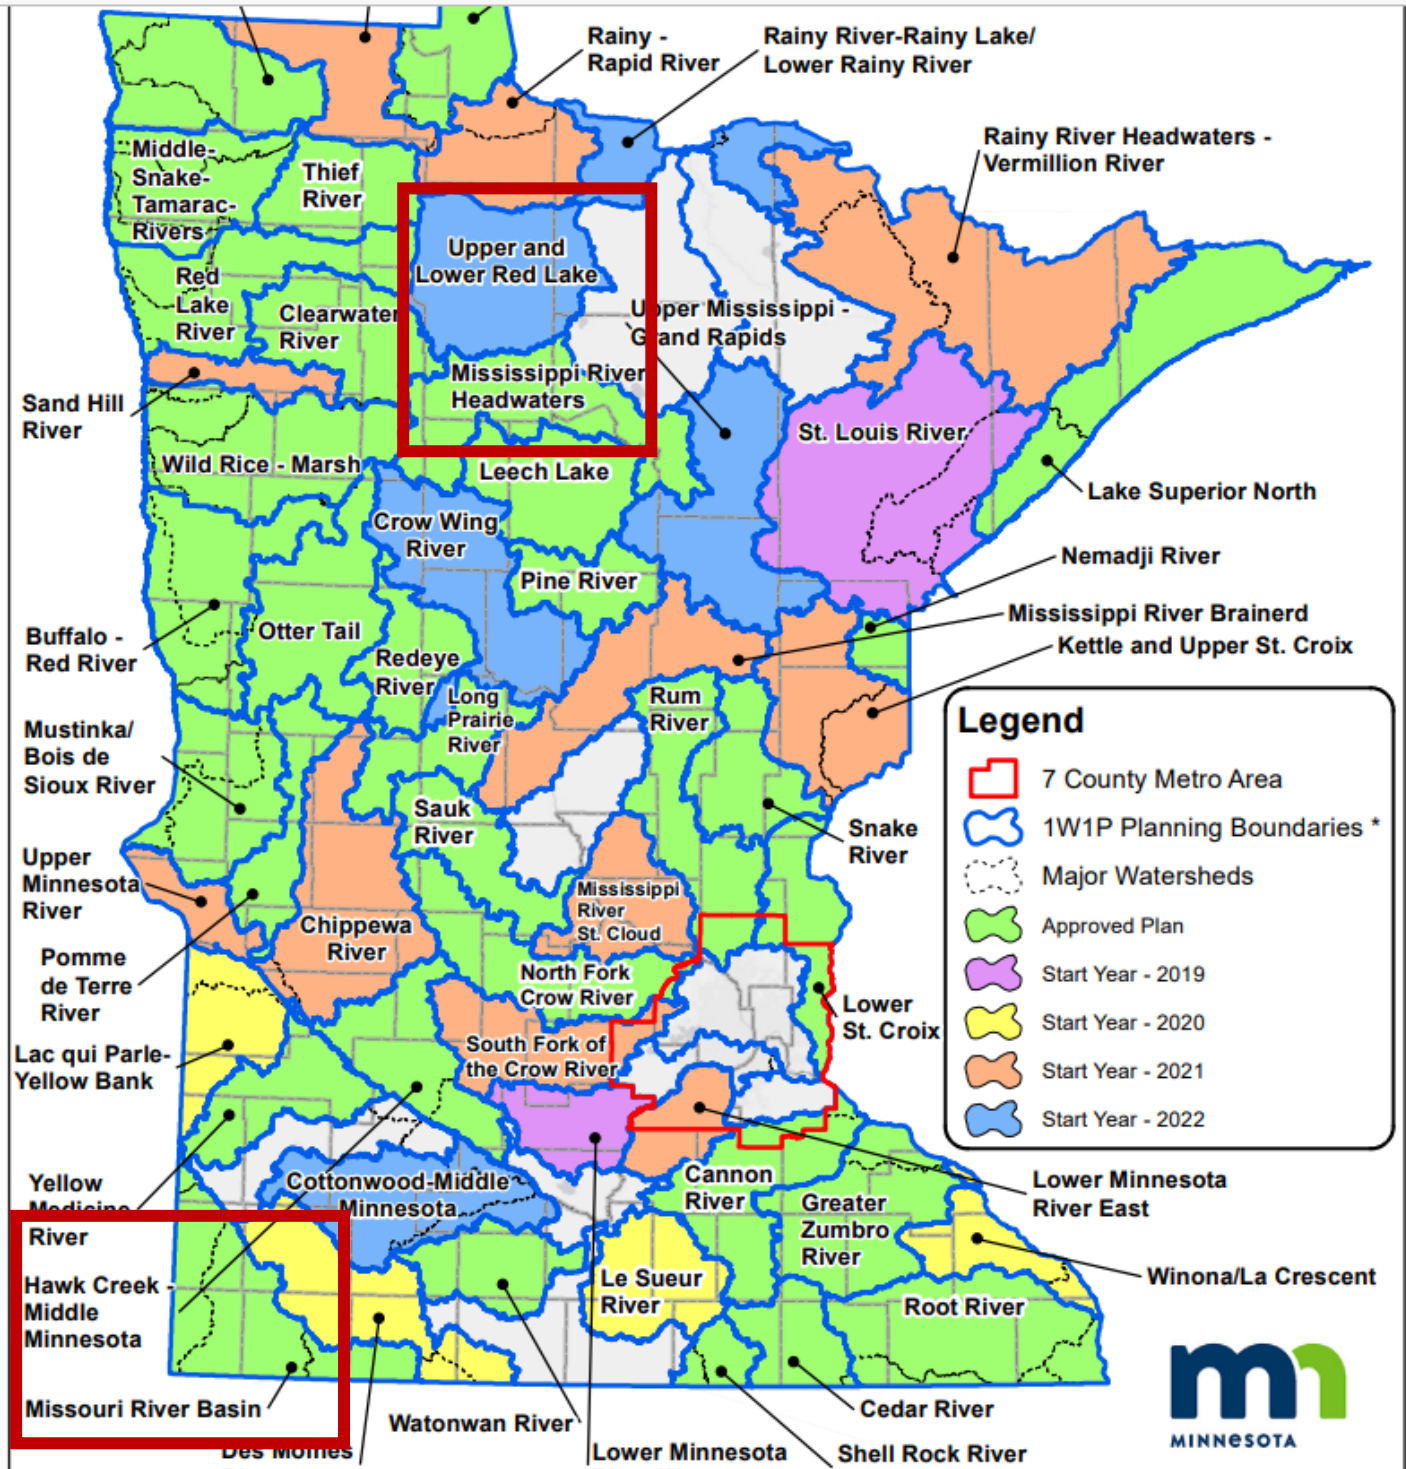 Rainy -
Rapid River
Rainy River-Rainy Lake/
Lower Rainy River
Rainy River Headwaters -
Vermillion River
Middle-
Snake-
Tamarac-
Rivers
Thief
River
Upper and
Lower Red Lake
Red
Lake
River
Clearwater
River
Upper Mississippi -
Grand Rapids
Mississippi River
Headwaters
Sand Hill
River
St. Louis River
Wild Rice - Marsh
Leech Lake
Lake Superior North
Crow Wing
River
Nemadji River
Pine River
Mississippi River Brainerd
Kettle and Upper St. Croix
Buffalo -
Red River
Otter Tail
Redeye
River
Long
Prairie
River
Rum
River
Mustinka/
Bois de
Sioux River
Sauk
River
Snake
River
Upper
Minnesota
River
Mississippi
River
St. Cloud
Chippewa
River
Pomme
de Terre
River
North Fork
Crow River
Lower
St. Croix
Lac qui Parle-
Yellow Bank
South Fork of
the Crow River
Legend
7 County Metro Area
1W1P Planning Boundaries *
Major Watersheds
Approved Plan
Start Year - 2019
Start Year - 2020
Start Year - 2021
Start Year - 2022
Yellow
Medicine
River
Cottonwood-Middle
Minnesota
Cannon
River
Greater
Zumbro
River
Lower Minnesota
River East
Hawk Creek -
Middle
Minnesota
Le Sueur
River
Winona/La Crescent
Root River
Missouri River Basin
Watonwan River
Cedar River
Des Moines
Lower Minnesota
Shell Rock River
mn
MINNESOTA